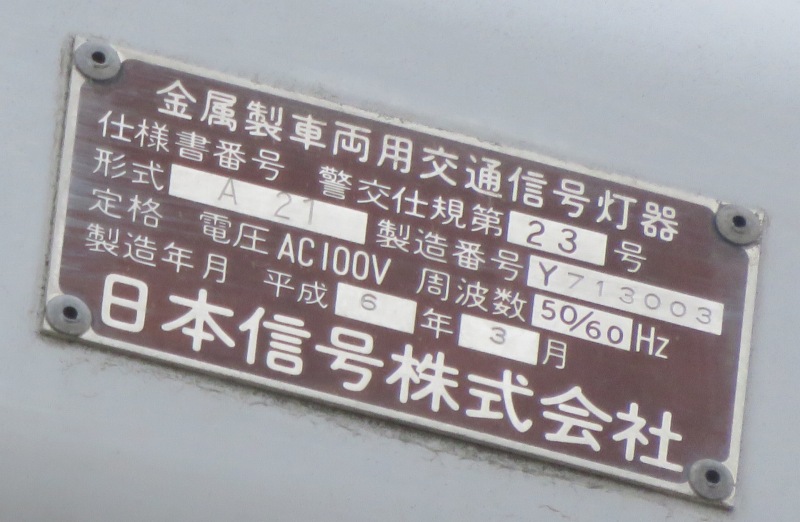 金属製車両用交通信号灯器
仕様書番号 警交仕規第23号
形式 A 21 製造番号 Y713003
定格 電圧 AC100V 周波数 50/60 Hz
製造年月 平成6年3月
日本信号株式会社